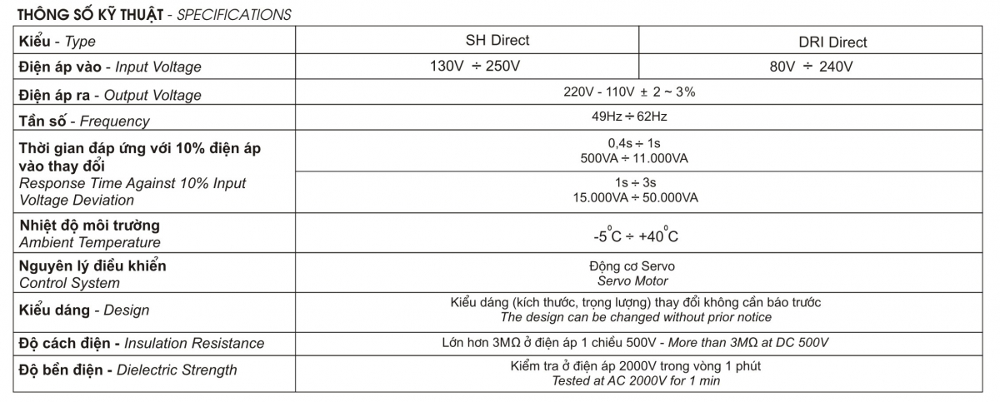 THÔNG SỐ KỸ THUẬT - SPECIFICATIONS
Kiểu - Type
SH Direct
DRI Direct
Điện áp vào - Input Voltage
130V ÷ 250V
80V ÷ 240V
Điện áp ra - Output Voltage
220V - 110V ± 2 ~ 3%
Tần số - Frequency
49Hz ÷ 62Hz
Thời gian đáp ứng với 10% điện áp
vào thay đổi
Response Time Against 10% Input
Voltage Deviation
0,4s ÷ 1s
500VA ÷ 11.000VA
1s ÷ 3s
15.000VA ÷ 50.000VA
Nhiệt độ môi trường
Ambient Temperature
-5⁰C ÷ +40⁰C
Nguyên lý điều khiển
Control System
Động cơ Servo
Servo Motor
Kiểu dáng - Design
Kiểu dáng (kích thước, trọng lượng) thay đổi không cần báo trước
The design can be changed without prior notice
Độ cách điện - Insulation Resistance
Lớn hơn 3MΩ ở điện áp 1 chiều 500V - More than 3MΩ at DC 500V
Độ bền điện - Dielectric Strength
Kiểm tra ở điện áp 2000V trong vòng 1 phút
Tested at AC 2000V for 1 min